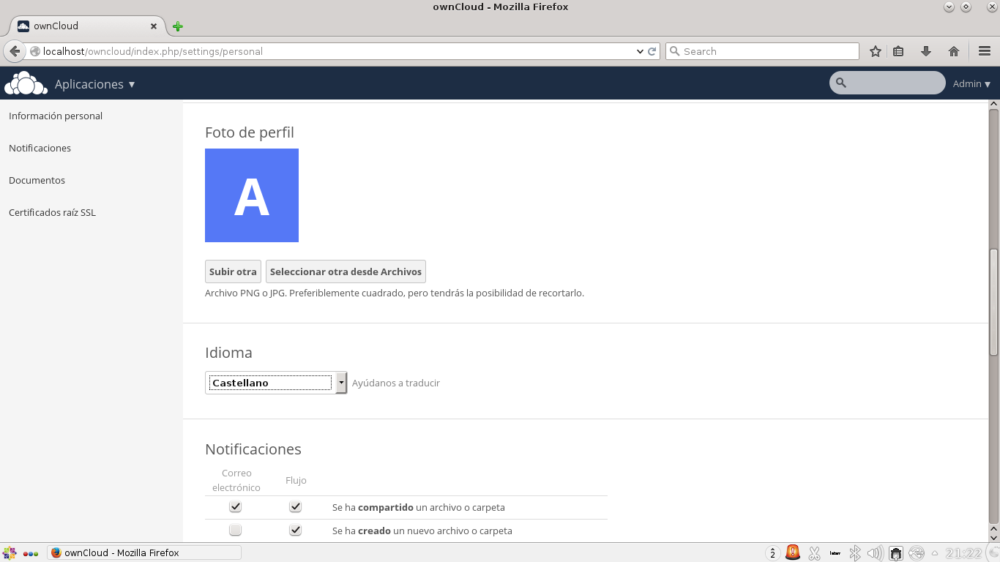 ownCloud - Mozilla Firefox
ownCloud
localhost/owncloud/index.php/settings/personal
Search
Aplicaciones ▼
Admin ▼
Información personal
Notificaciones
Documentos
Certificados raíz SSL
Foto de perfil
A
Subir otra
Seleccionar otra desde Archivos
Archivo PNG o JPG. Preferiblemente cuadrado, pero tendrás la posibilidad de recortarlo.
Idioma
Castellano
Ayúdanos a traducir
Notificaciones
Correo
electrónico
Flujo
Se ha compartido un archivo o carpeta
Se ha creado un nuevo archivo o carpeta
ownCloud - Mozilla Firefox
2
21:22